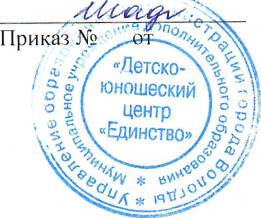 Приказ № от
«Детско-
юношеский
центр
«Единство»
Управление образования Администрации города Вологды *
Муниципальное учреждение дополнительного образования *